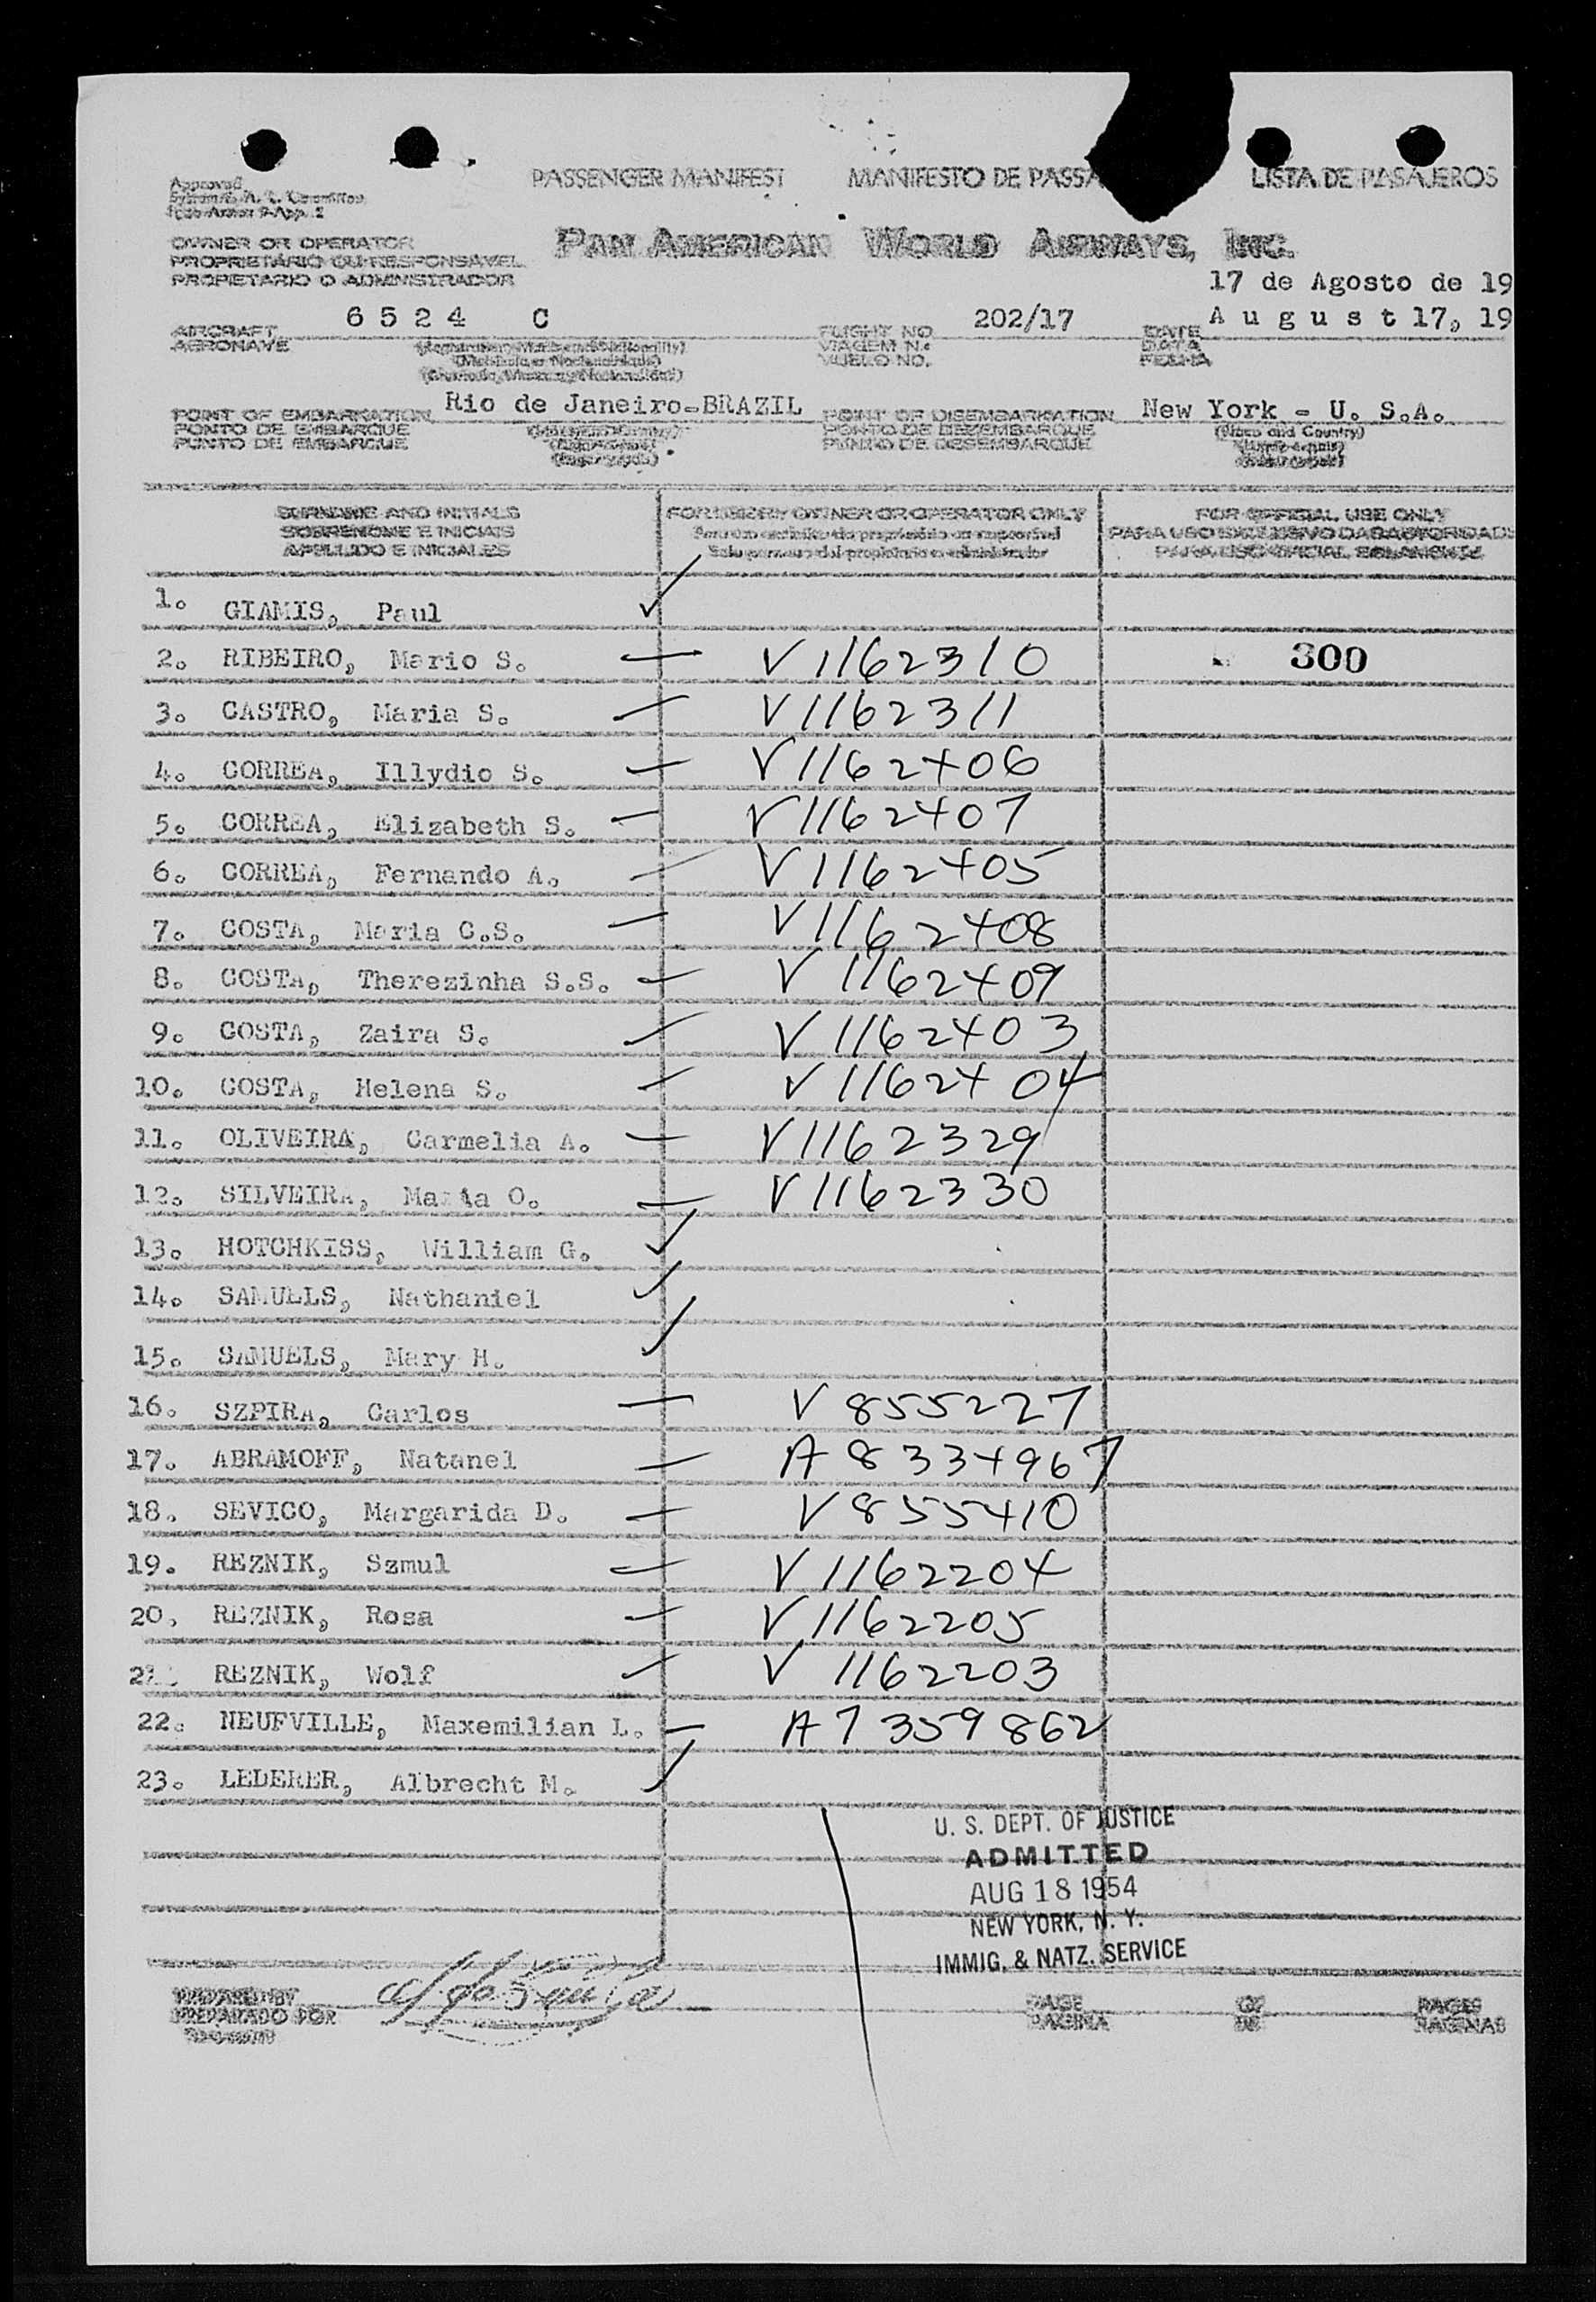 PASSENGER MANIFEST MANIFESTO DE PASSA LISTA DE PASAJEROS
Approved
OWNER OR OPERATOR
PROPRIETARIO OU RESPONSAVEL
PROPIETARIO O ADMINISTRADOR
PAN AMERICAN WORLD AIRWAYS, INC.
17 de Agosto de 19
AIRCRAFT 6524 C FLIGHT NO. 202/17 DATE August 17, 19
AERONAVE VIAGEM N. DATA
VUELO NO. FECHA
POINT OF EMBARKATION Rio de Janeiro-BRAZIL POINT OF DISEMBARKATION New York - U. S.A.
PONTO DE EMBARQUE PONTO DE DEZEMBARQUE (Place and Country)
PUNTO DE EMBARQUE PUNTO DE DESEMBARQUE
SURNAME AND INITIALS FOR USE BY OWNER OR OPERATOR ONLY FOR OFFICIAL USE ONLY
SOBRENOME E INICIAIS
APELLIDO E INICIALES PARA USO OFICIAL SOLAMENTE
1. GIAMIS, Paul
2. RIBEIRO, Mario S. V1162310 300
3. CASTRO, Maria S. V1162311
4. CORREA, Illydio S. V1162406
5. CORREA, Elizabeth S. V1162407
6. CORREA, Fernando A. V1162405
7. COSTA, Maria C.S. V1162408
8. COSTA, Therezinha S.S. V1162409
9. COSTA, Zaira S. V1162403
10. COSTA, Helena S. V1162404
11. OLIVEIRA, Carmelia A. V1162329
12. SILVEIRA, Maria O. V1162330
13. HOTCHKISS, William G.
14. SAMUELS, Nathaniel
15. SAMUELS, Mary H.
16. SZPIRA, Carlos V855227
17. ABRAMOFF, Natanel A8334967
18. SEVICO, Margarida D. V855410
19. REZNIK, Szmul V1162204
20. REZNIK, Rosa V1162205
21. REZNIK, Wolf V1162203
22. NEUFVILLE, Maxemilian L. A7359862
23. LEDERER, Albrecht M.
U. S. DEPT. OF JUSTICE
ADMITTED
AUG 18 1954
NEW YORK, N. Y.
IMMIG. & NATZ. SERVICE
PREPARED BY PAGE OF PAGES
PREPARADO POR PAGINA DE PAGINAS